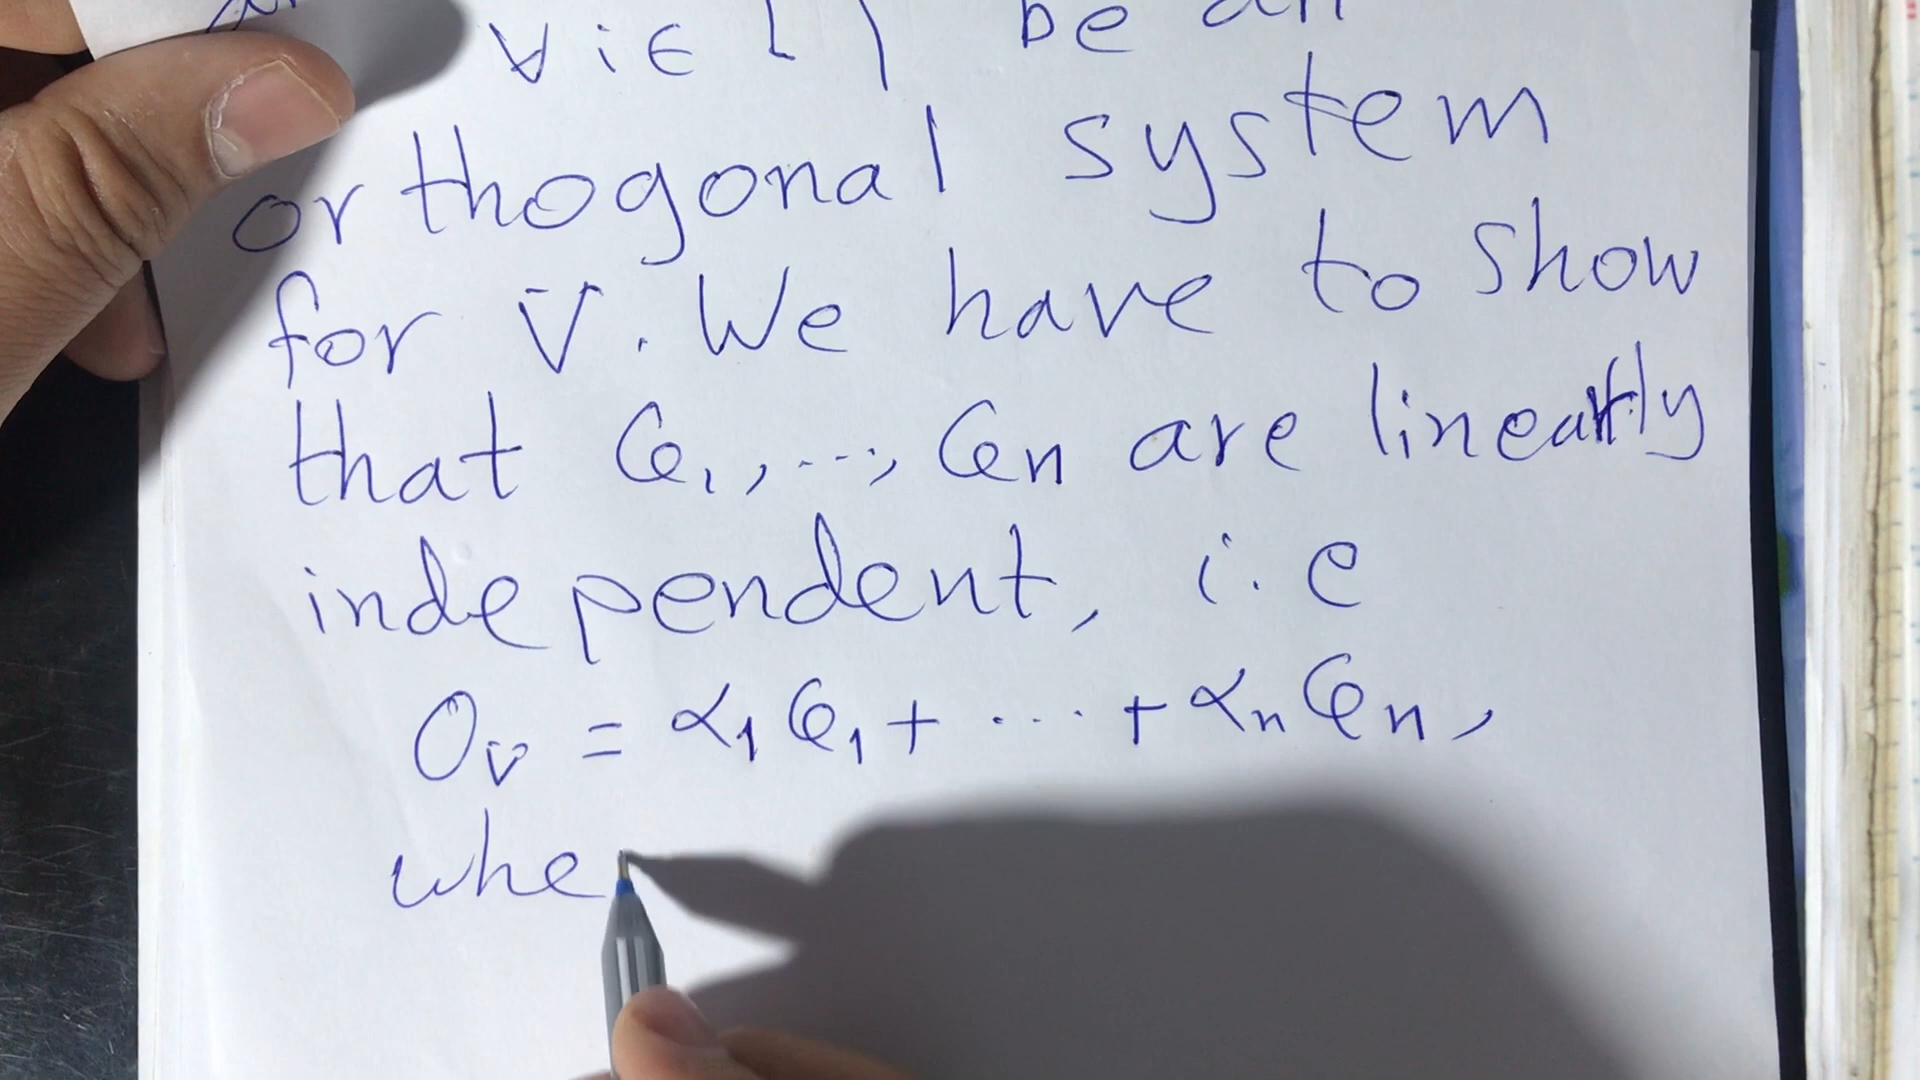 ∀ i ∈ be an
orthogonal system
for V. We have to show
that e₁, ..., eₙ are linearly
independent, i.e
0ᵥ = α₁e₁ + ... + αₙeₙ,
whe